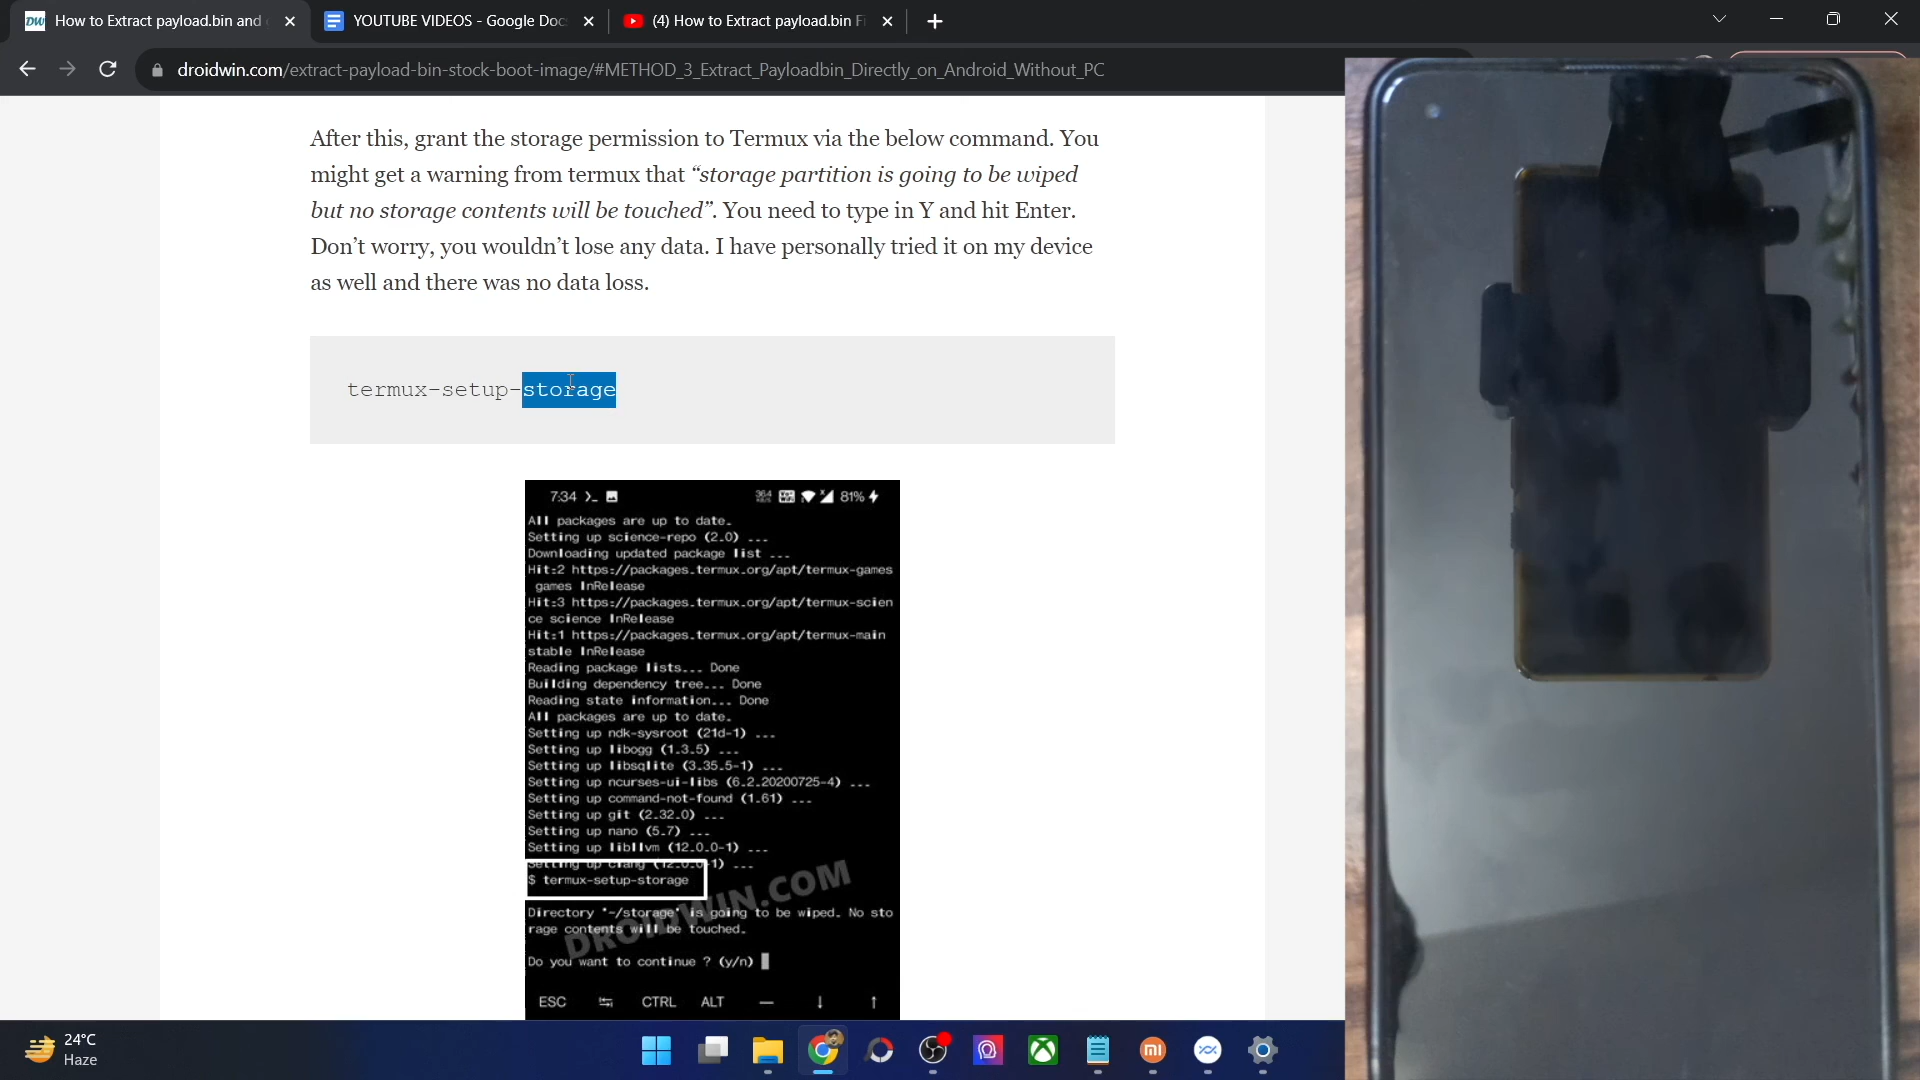 How to Extract payload.bin and
YOUTUBE VIDEOS - Google Doc
(4) How to Extract payload.bin Fi
droidwin.com/extract-payload-bin-stock-boot-image/#METHOD_3_Extract_Payloadbin_Directly_on_Android_Without_PC
After this, grant the storage permission to Termux via the below command. You
might get a warning from termux that “storage partition is going to be wiped
but no storage contents will be touched”. You need to type in Y and hit Enter.
Don’t worry, you wouldn’t lose any data. I have personally tried it on my device
as well and there was no data loss.
termux-setup-storage
7:34
81%
All packages are up to date.
Setting up science-repo (2.0) ...
Downloading updated package list ...
Hit:2 https://packages.termux.org/apt/termux-games
games InRelease
Hit:3 https://packages.termux.org/apt/termux-scien
ce science InRelease
Hit:1 https://packages.termux.org/apt/termux-main
stable InRelease
Reading package lists... Done
Building dependency tree... Done
Reading state information... Done
All packages are up to date.
Setting up ndk-sysroot (21d-1) ...
Setting up libogg (1.3.5) ...
Setting up libsqlite (3.35.5-1) ...
Setting up ncurses-ui-libs (6.2.20200725-4) ...
Setting up command-not-found (1.61) ...
Setting up git (2.32.0) ...
Setting up nano (5.7) ...
Setting up libllvm (12.0.0-1) ...
Setting up clang (12.0.0-1) ...
$ termux-setup-storage
DROIDWIN.COM
Directory '~/storage' is going to be wiped. No sto
rage contents will be touched.
Do you want to continue ? (y/n)
ESC CTRL ALT
24°C
Haze